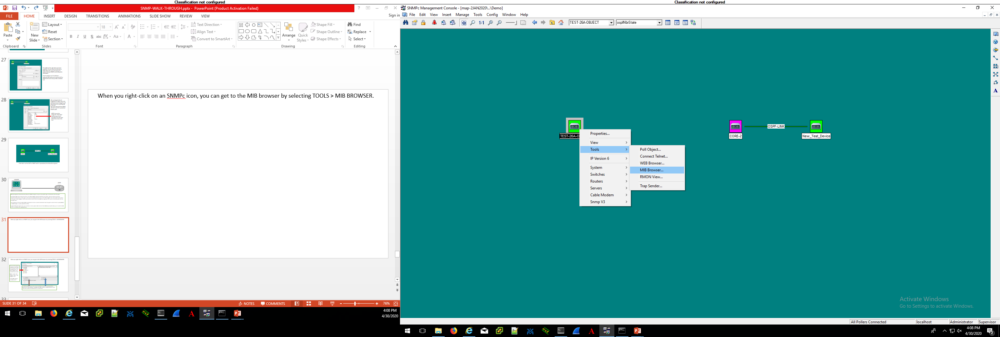 Classification not configured
SNMP-WALK-THROUGH.pptx - PowerPoint (Product Activation Failed)
FILE HOME INSERT DESIGN TRANSITIONS ANIMATIONS SLIDE SHOW REVIEW VIEW Sign in
Paste
New Slide
Layout
Reset
Section
18
Text Direction
Align Text
Convert to SmartArt
Arrange
Quick Styles
Shape Fill
Shape Outline
Shape Effects
Find
Replace
Select
Clipboard Slides Font Paragraph Drawing Editing
27
28
29
30
31
32
33
When you right-click on an SNMPc icon, you can get to the MIB browser by selecting TOOLS > MIB BROWSER.
SLIDE 31 OF 34 NOTES COMMENTS 76%
4:08 PM
4/30/2020
Classification not configured
SNMPc Management Console - [map-2JAN2020\..\Demo]
File Edit View Insert Manage Tools Config Window Help
1:1 TEST-26A-OBJECT ospfNbrState
TEST-26A-O
Properties...
View
Tools
IP Version 6
System
Switches
Routers
Servers
Cable Modem
Snmp V3
Poll Object...
Connect Telnet...
WEB Browser...
MIB Browser...
RMON View...
Trap Sender...
OSPF-LINK
CORE-2
New_Test_Device
A
Activate Windows
Go to Settings to activate Windows.
All Pollers Connected localhost Administrator Supervisor
4:08 PM
4/30/2020
2